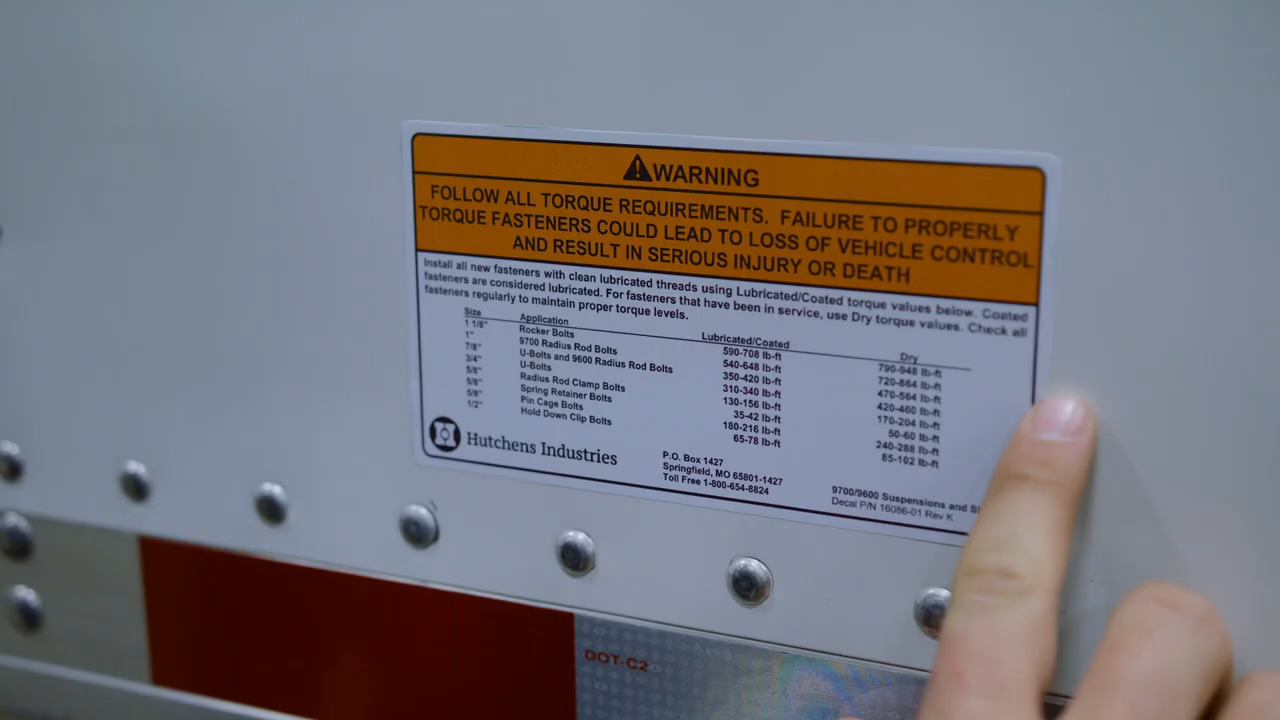 WARNING
FOLLOW ALL TORQUE REQUIREMENTS. FAILURE TO PROPERLY
TORQUE FASTENERS COULD LEAD TO LOSS OF VEHICLE CONTROL
AND RESULT IN SERIOUS INJURY OR DEATH
Install all new fasteners with clean lubricated threads using Lubricated/Coated torque values below. Coated
fasteners are considered lubricated. For fasteners that have been in service, use Dry torque values. Check all
fasteners regularly to maintain proper torque levels.
Size Application Lubricated/Coated Dry
1 1/8" Rocker Bolts 590-708 lb-ft 790-948 lb-ft
1" 9700 Radius Rod Bolts 540-648 lb-ft 720-864 lb-ft
7/8" U-Bolts and 9600 Radius Rod Bolts 350-420 lb-ft 470-564 lb-ft
3/4" U-Bolts 310-340 lb-ft 420-460 lb-ft
5/8" Radius Rod Clamp Bolts 130-156 lb-ft 170-204 lb-ft
5/8" Spring Retainer Bolts 35-42 lb-ft 50-60 lb-ft
5/8" Pin Cage Bolts 180-216 lb-ft 240-288 lb-ft
1/2" Hold Down Clip Bolts 65-78 lb-ft 85-102 lb-ft
Hutchens Industries
P.O. Box 1427
Springfield, MO 65801-1427
Toll Free 1-800-654-8824
9700/9600 Suspensions and
Decal P/N 16086-01 Rev K
DOT-C2